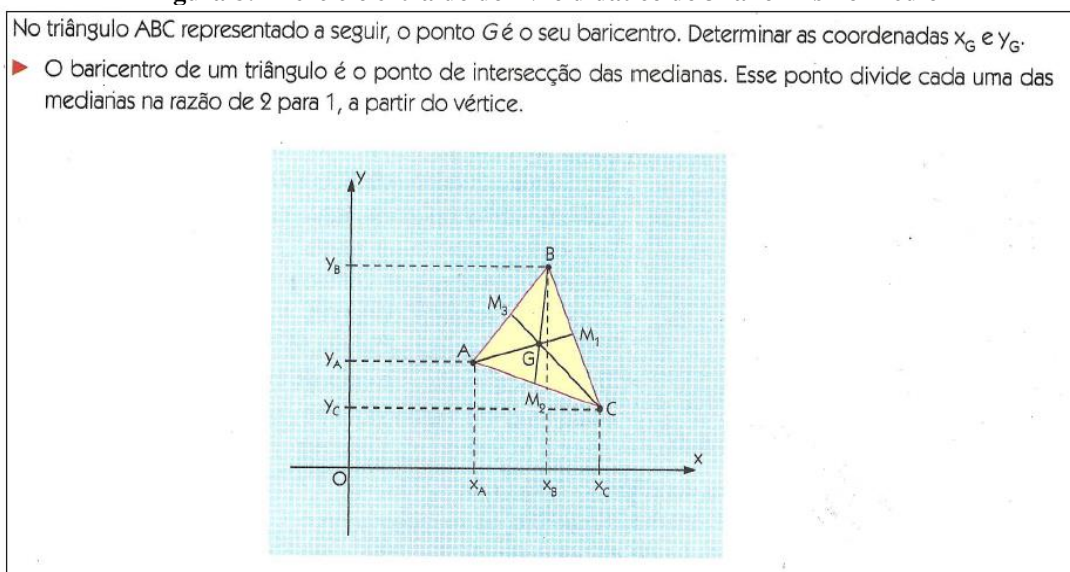 No triângulo ABC representado a seguir, o ponto G é o seu baricentro. Determinar as coordenadas x_G e y_G.
▶ O baricentro de um triângulo é o ponto de intersecção das medianas. Esse ponto divide cada uma das
medianas na razão de 2 para 1, a partir do vértice.
y
y_B
B
M_3
M_1
A
y_A
G
y_C
M_2
C
x
O
x_A
x_B
x_C